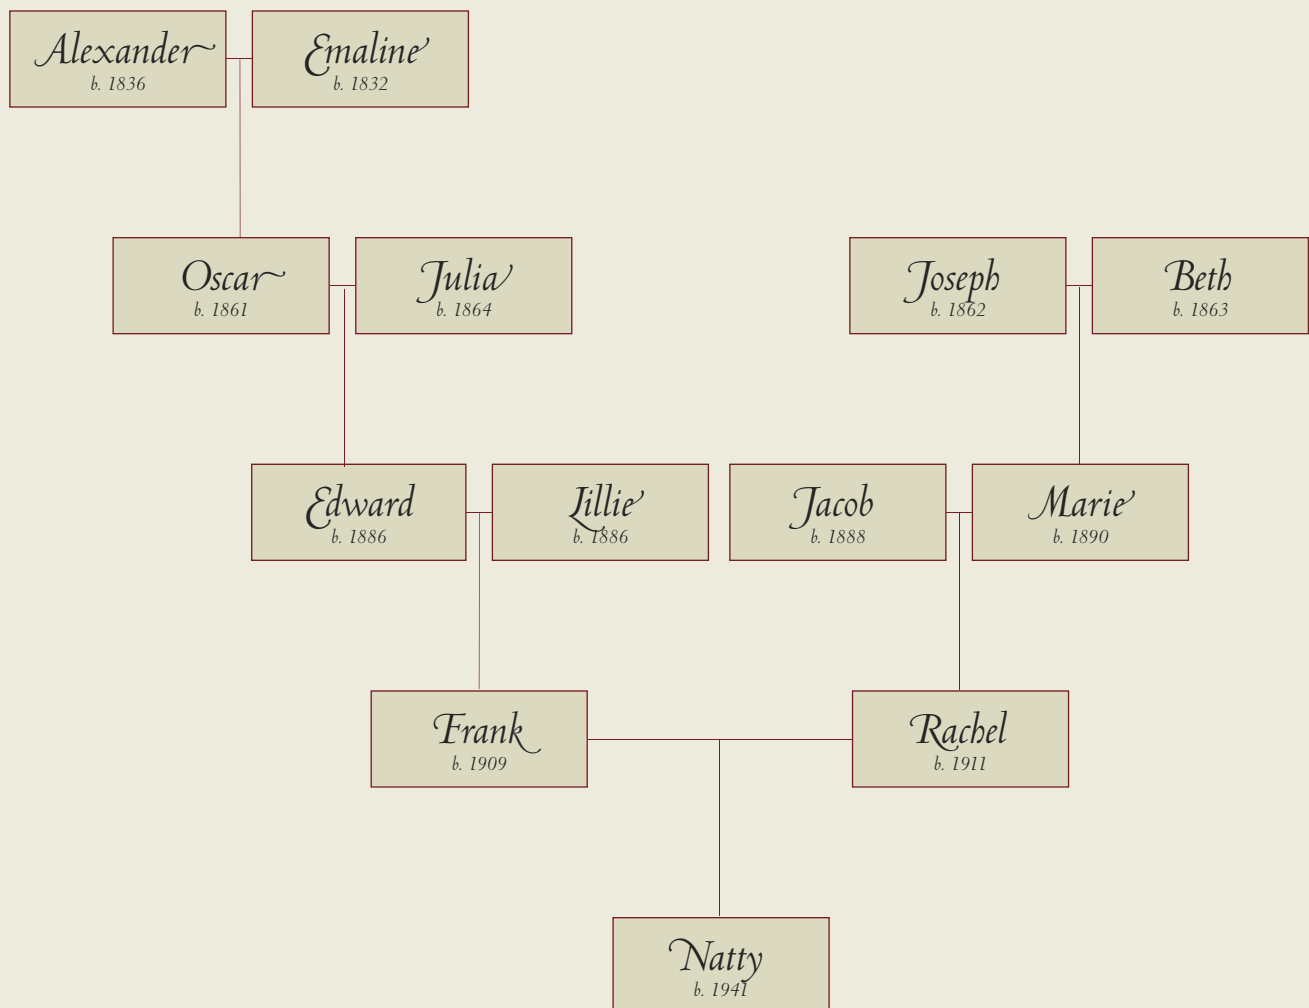 Alexander
b. 1836
Emaline
b. 1832
Oscar
b. 1861
Julia
b. 1864
Joseph
b. 1862
Beth
b. 1863
Edward
b. 1886
Lillie
b. 1886
Jacob
b. 1888
Marie
b. 1890
Frank
b. 1909
Rachel
b. 1911
Natty
b. 1941